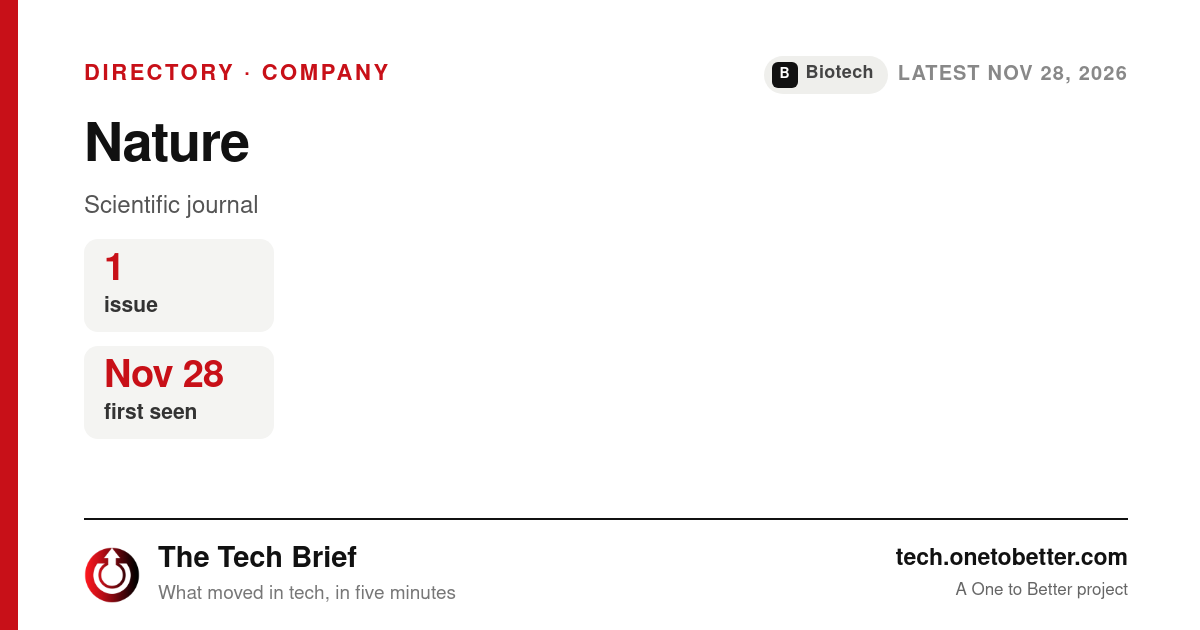 DIRECTORY · COMPANY
B Biotech LATEST NOV 28, 2026
Nature
Scientific journal
1
issue
Nov 28
first seen
The Tech Brief
What moved in tech, in five minutes
tech.onetobetter.com
A One to Better project